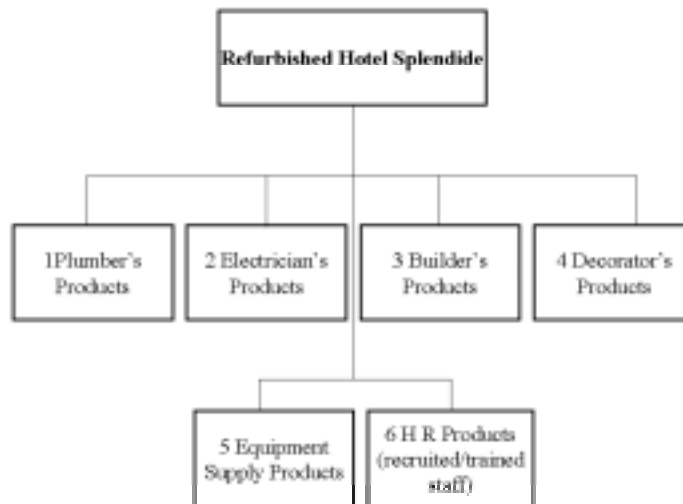 Refurbished Hotel Splendide
1Plumber's
Products
2 Electrician's
Products
3 Builder's
Products
4 Decorator's
Products
5 Equipment
Supply Products
6 H R Products
(recruited/trained
staff)